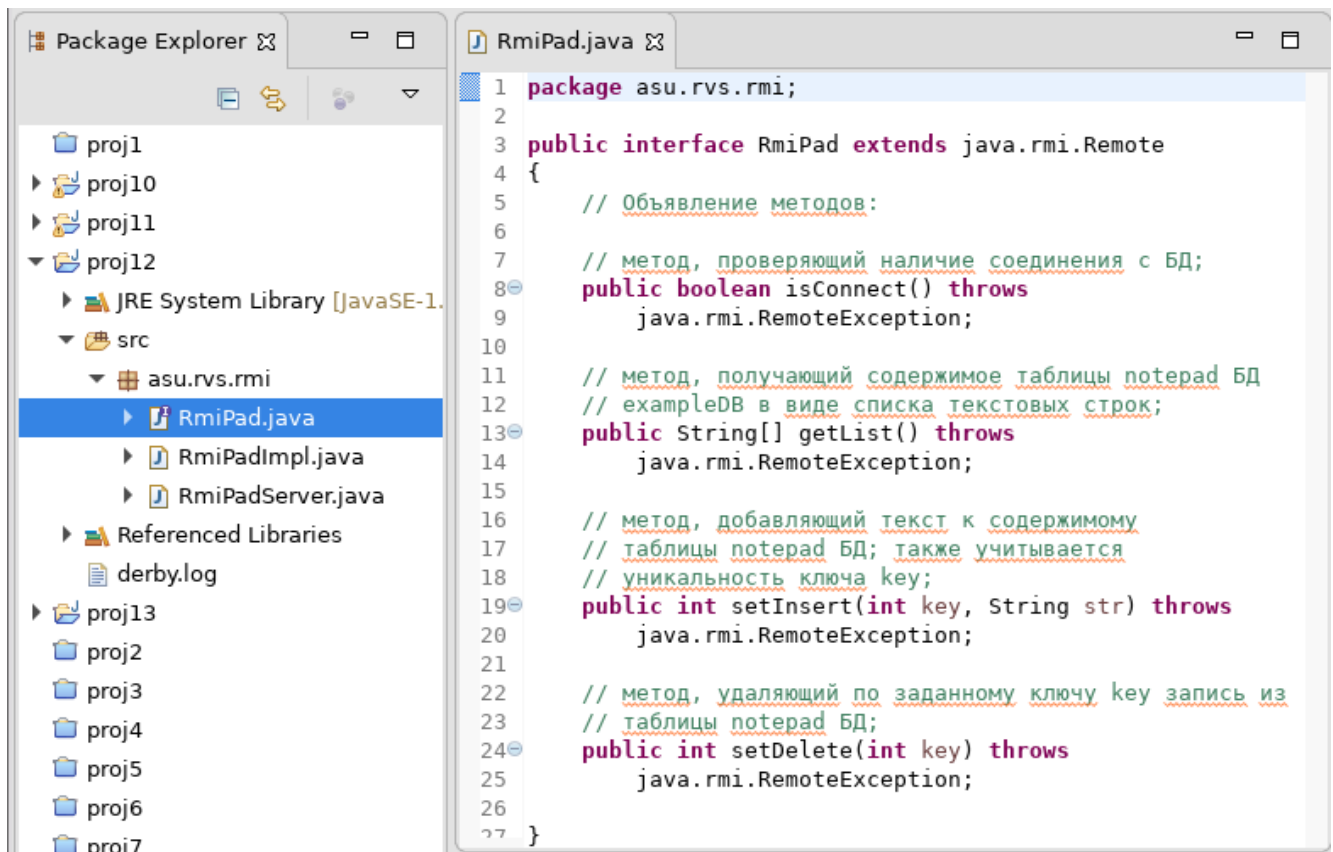 Package Explorer
proj1
proj10
proj11
proj12
JRE System Library [JavaSE-1.
src
asu.rvs.rmi
RmiPad.java
RmiPadImpl.java
RmiPadServer.java
Referenced Libraries
derby.log
proj13
proj2
proj3
proj4
proj5
proj6
proj7
RmiPad.java
1 package asu.rvs.rmi;
2
3 public interface RmiPad extends java.rmi.Remote
4 {
5 // Объявление методов:
6
7 // метод, проверяющий наличие соединения с БД;
8 public boolean isConnect() throws
9 java.rmi.RemoteException;
10
11 // метод, получающий содержимое таблицы notepad БД
12 // exampleDB в виде списка текстовых строк;
13 public String[] getList() throws
14 java.rmi.RemoteException;
15
16 // метод, добавляющий текст к содержимому
17 // таблицы notepad БД; также учитывается
18 // уникальность ключа key;
19 public int setInsert(int key, String str) throws
20 java.rmi.RemoteException;
21
22 // метод, удаляющий по заданному ключу key запись из
23 // таблицы notepad БД;
24 public int setDelete(int key) throws
25 java.rmi.RemoteException;
26
27 }